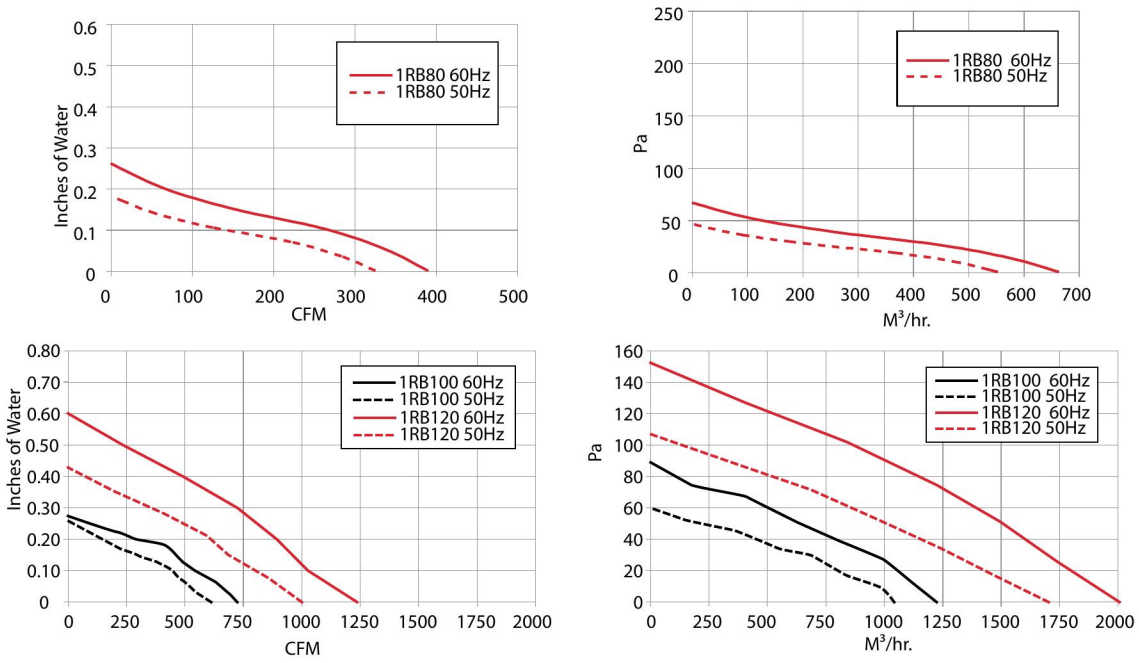 0.6
0.5
0.4
0.3
0.2
0.1
0
Inches of Water
1RB80 60Hz
1RB80 50Hz
0 100 200 300 400 500
CFM
250
200
150
100
50
0
Pa
1RB80 60Hz
1RB80 50Hz
0 100 200 300 400 500 600 700
M³/hr.
0.80
0.70
0.60
0.50
0.40
0.30
0.20
0.10
0
Inches of Water
1RB100 60Hz
1RB100 50Hz
1RB120 60Hz
1RB120 50Hz
0 250 500 750 1000 1250 1500 1750 2000
CFM
160
140
120
100
80
60
40
20
0
Pa
1RB100 60Hz
1RB100 50Hz
1RB120 60Hz
1RB120 50Hz
0 250 500 750 1000 1250 1500 1750 2000
M³/hr.